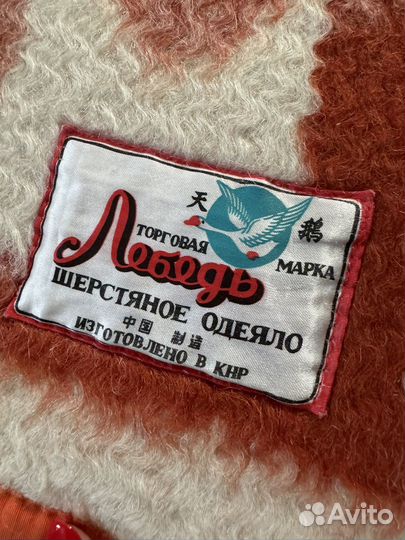 天 鹅
ТОРГОВАЯ
Лебедь
МАРКА
ШЕРСТЯНОЕ ОДЕЯЛО
中国 制造
ИЗГОТОВЛЕНО В КНР
Avito